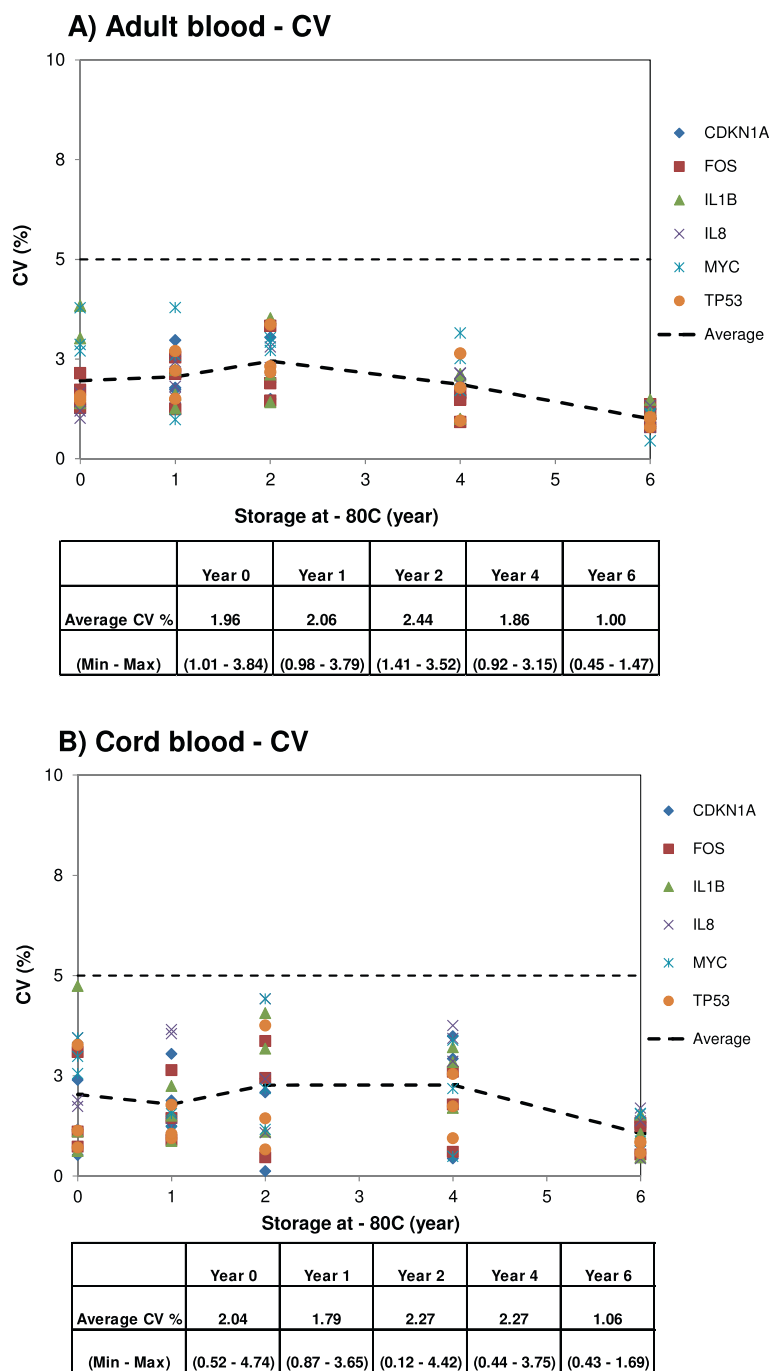 A) Adult blood - CV
10
8
5
3
0
CV (%)
0 1 2 3 4 5 6
Storage at - 80C (year)
CDKN1A
FOS
IL1B
IL8
MYC
TP53
Average
Year 0 Year 1 Year 2 Year 4 Year 6
Average CV % 1.96 2.06 2.44 1.86 1.00
(Min - Max) (1.01 - 3.84) (0.98 - 3.79) (1.41 - 3.52) (0.92 - 3.15) (0.45 - 1.47)
B) Cord blood - CV
10
8
5
3
0
CV (%)
0 1 2 3 4 5 6
Storage at - 80C (year)
CDKN1A
FOS
IL1B
IL8
MYC
TP53
Average
Year 0 Year 1 Year 2 Year 4 Year 6
Average CV % 2.04 1.79 2.27 2.27 1.06
(Min - Max) (0.52 - 4.74) (0.87 - 3.65) (0.12 - 4.42) (0.44 - 3.75) (0.43 - 1.69)